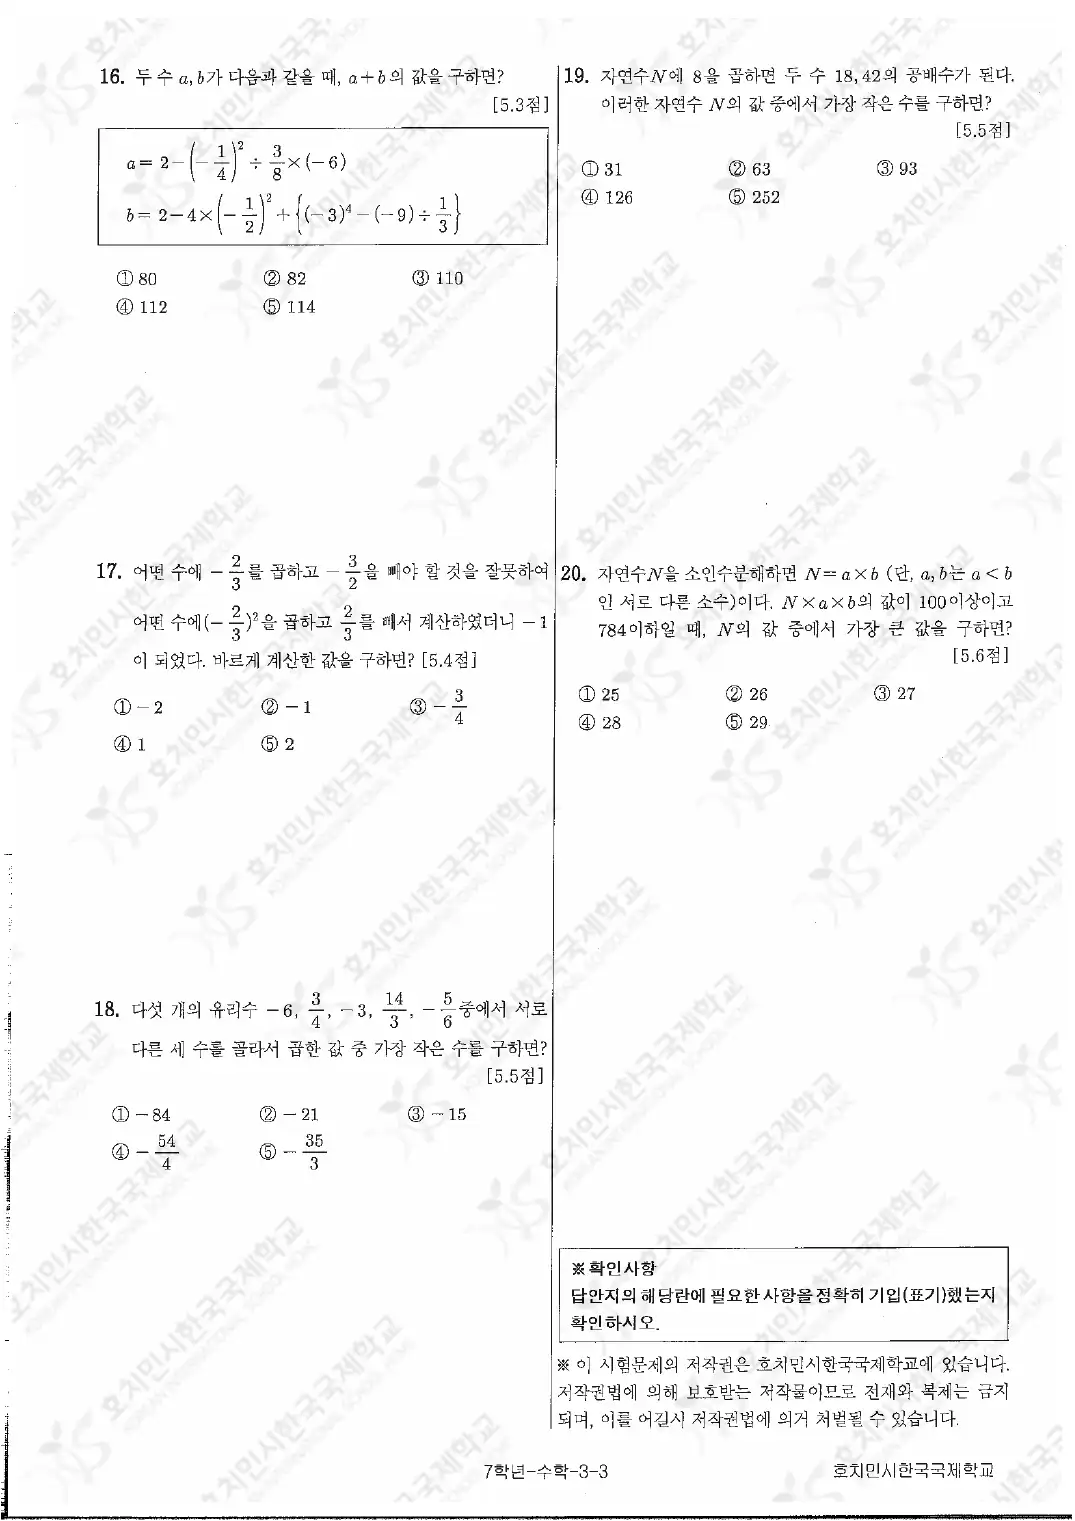 16. 두 수 a, b가 다음과 같을 때, a+b의 값을 구하면?
[5.3점]
a = 2-(-1/4)² ÷ 3/8 × (-6)
b = 2-4×(-1/2)² + {(-3)⁴-(-9)÷1/3}
① 80 ② 82 ③ 110
④ 112 ⑤ 114
17. 어떤 수에 -2/3를 곱하고 -3/2을 빼야 할 것을 잘못하여
어떤 수에(-2/3)²을 곱하고 2/3를 빼서 계산하였더니 -1
이 되었다. 바르게 계산한 값을 구하면? [5.4점]
① -2 ② -1 ③ -3/4
④ 1 ⑤ 2
18. 다섯 개의 유리수 -6, 3/4, -3, 14/3, -5/6 중에서 서로
다른 세 수를 골라서 곱한 값 중 가장 작은 수를 구하면?
[5.5점]
① -84 ② -21 ③ -15
④ -54/4 ⑤ -35/3
19. 자연수N에 8을 곱하면 두 수 18, 42의 공배수가 된다.
이러한 자연수 N의 값 중에서 가장 작은 수를 구하면?
[5.5점]
① 31 ② 63 ③ 93
④ 126 ⑤ 252
20. 자연수N을 소인수분해하면 N=a×b (단, a, b는 a<b
인 서로 다른 소수)이다. N×a×b의 값이 100이상이고
784이하일 때, N의 값 중에서 가장 큰 값을 구하면?
[5.6점]
① 25 ② 26 ③ 27
④ 28 ⑤ 29
※ 확인사항
답안지의 해당란에 필요한 사항을 정확히 기입(표기)했는지
확인하시오.
※ 이 시험문제의 저작권은 호치민시한국국제학교에 있습니다.
저작권법에 의해 보호받는 저작물이므로 전재와 복제는 금지
되며, 이를 어길시 저작권법에 의거 처벌될 수 있습니다.
7학년-수학-3-3
호치민시한국국제학교